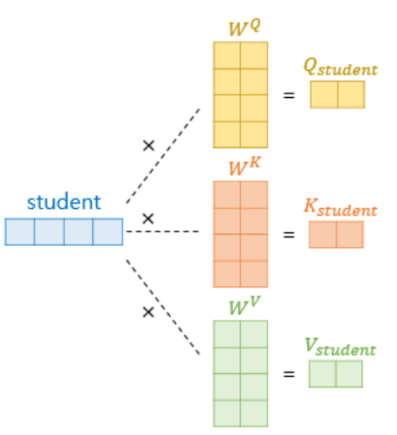 W^Q
Q_student
×
=
W^K
student
×
K_student
=
W^V
×
V_student
=